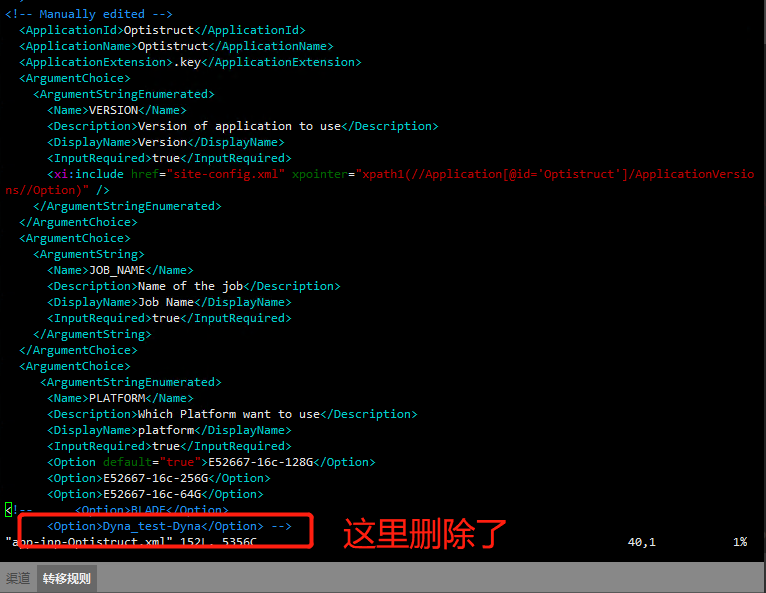 <!-- Manually edited -->
<ApplicationId>Optistruct</ApplicationId>
<ApplicationName>Optistruct</ApplicationName>
<ApplicationExtension>.key</ApplicationExtension>
<ArgumentChoice>
<ArgumentStringEnumerated>
<Name>VERSION</Name>
<Description>Version of application to use</Description>
<DisplayName>Version</DisplayName>
<InputRequired>true</InputRequired>
<xi:include href="site-config.xml" xpointer="xpath1(//Application[@id='Optistruct']/ApplicationVersio
ns//Option)" />
</ArgumentStringEnumerated>
</ArgumentChoice>
<ArgumentChoice>
<ArgumentString>
<Name>JOB_NAME</Name>
<Description>Name of the job</Description>
<DisplayName>Job Name</DisplayName>
<InputRequired>true</InputRequired>
</ArgumentString>
</ArgumentChoice>
<ArgumentChoice>
<ArgumentStringEnumerated>
<Name>PLATFORM</Name>
<Description>Which Platform want to use</Description>
<DisplayName>platform</DisplayName>
<InputRequired>true</InputRequired>
<Option default="true">E52667-16c-128G</Option>
<Option>E52667-16c-256G</Option>
<Option>E52667-16c-64G</Option>
<!-- <Option>BLADE</Option>
<Option>Dyna_test-Dyna</Option> -->
这里删除了
"app-inp-Optistruct.xml" 152L, 5356C 40,1 1%
渠道 转移规则